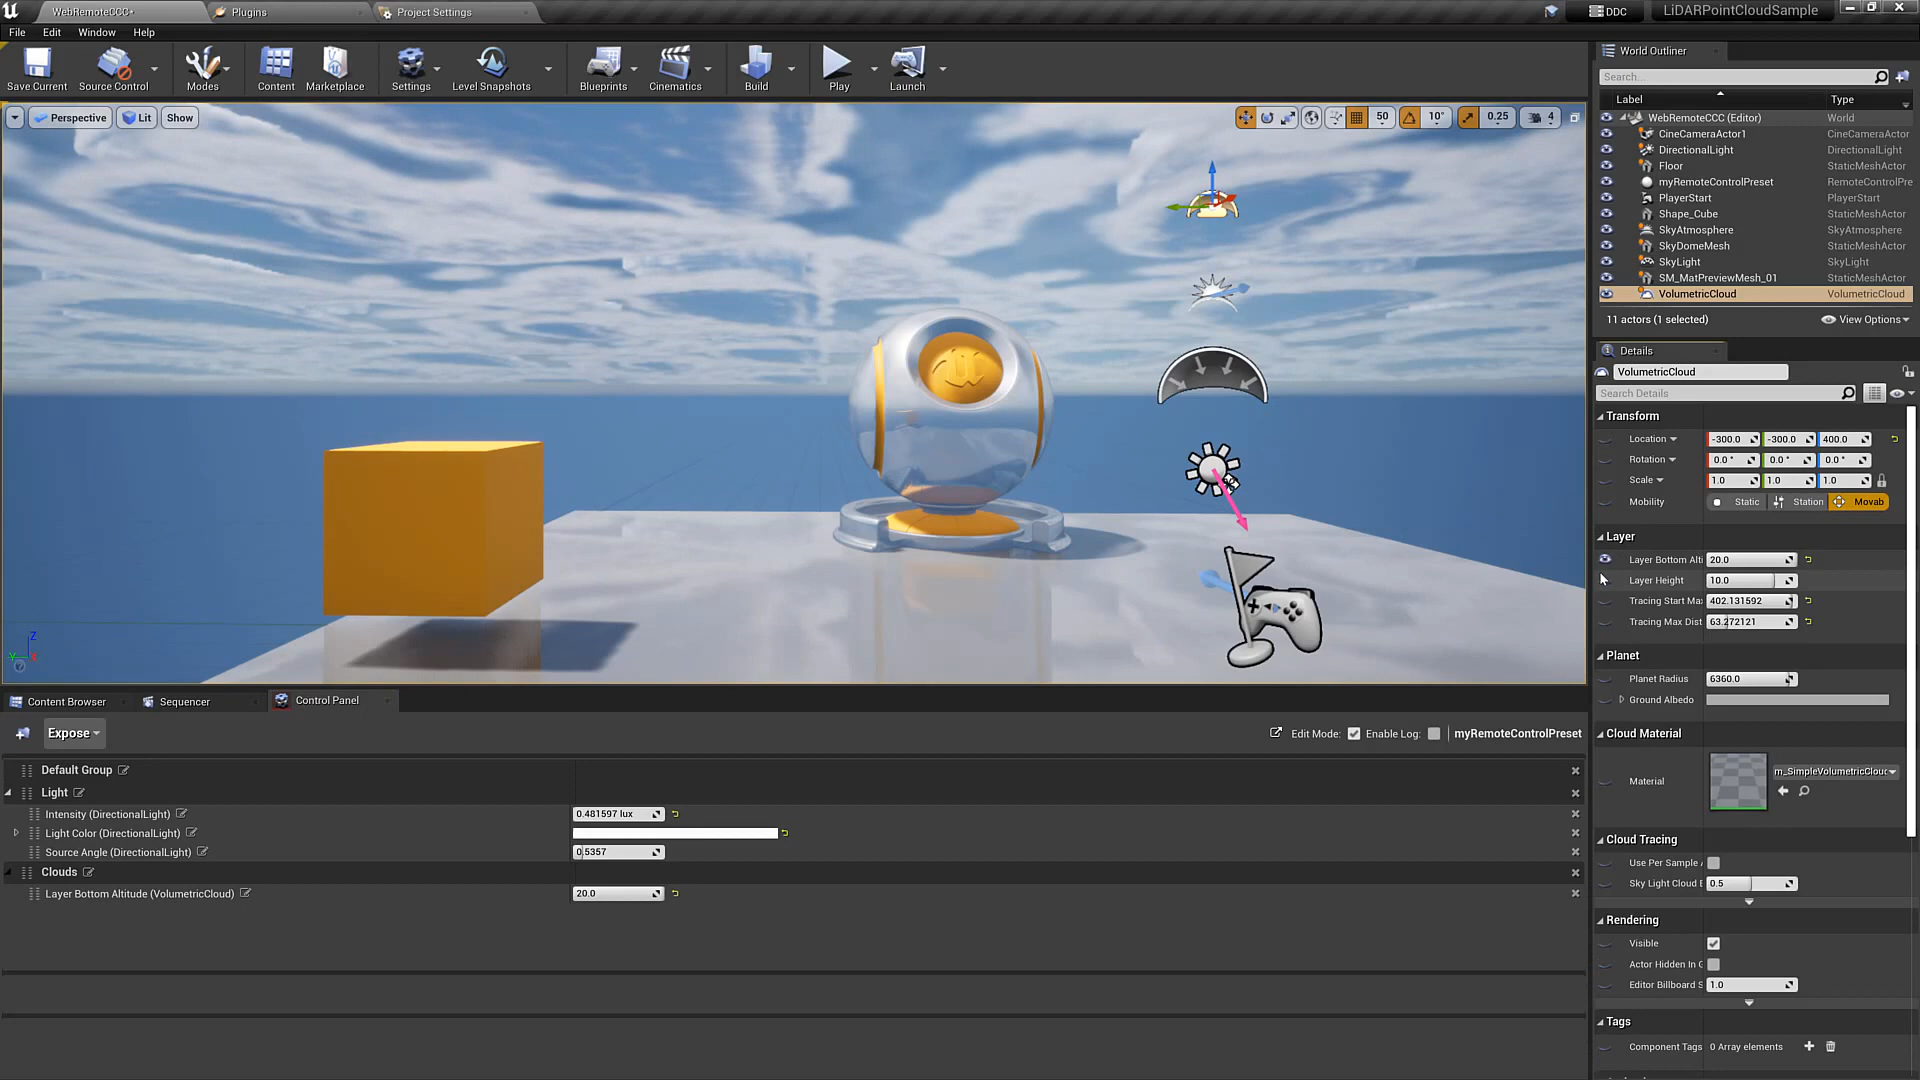 WebRemoteCCC*
Plugins
Project Settings
DDC
LiDARPointCloudSample
File Edit Window Help
Save Current
Source Control
Modes
Content
Marketplace
Settings
Level Snapshots
Blueprints
Cinematics
Build
Play
Launch
Perspective
Lit
Show
50
10°
0.25
4
World Outliner
Search...
Label Type
WebRemoteCCC (Editor) World
CineCameraActor1 CineCameraActor
DirectionalLight DirectionalLight
Floor StaticMeshActor
myRemoteControlPreset RemoteControlPre
PlayerStart PlayerStart
Shape_Cube StaticMeshActor
SkyAtmosphere SkyAtmosphere
SkyDomeMesh StaticMeshActor
SkyLight SkyLight
SM_MatPreviewMesh_01 StaticMeshActor
VolumetricCloud VolumetricCloud
11 actors (1 selected)
View Options
Details
VolumetricCloud
Search Details
Transform
Location -300.0 -300.0 400.0
Rotation 0.0° 0.0° 0.0°
Scale 1.0 1.0 1.0
Mobility Static Station Movab
Layer
Layer Bottom Alti 20.0
Layer Height 10.0
Tracing Start Max 402.131592
Tracing Max Dist 63.272121
Planet
Planet Radius 6360.0
Ground Albedo
Cloud Material
Material m_SimpleVolumetricCloud
Cloud Tracing
Use Per Sample
Sky Light Cloud 0.5
Rendering
Visible
Actor Hidden In G
Editor Billboard S 1.0
Tags
Component Tags 0 Array elements
Z
Y
X
Content Browser
Sequencer
Control Panel
Expose
Edit Mode:
Enable Log:
myRemoteControlPreset
Default Group
Light
Intensity (DirectionalLight) 0.481597 lux
Light Color (DirectionalLight)
Source Angle (DirectionalLight) 0.5357
Clouds
Layer Bottom Altitude (VolumetricCloud) 20.0